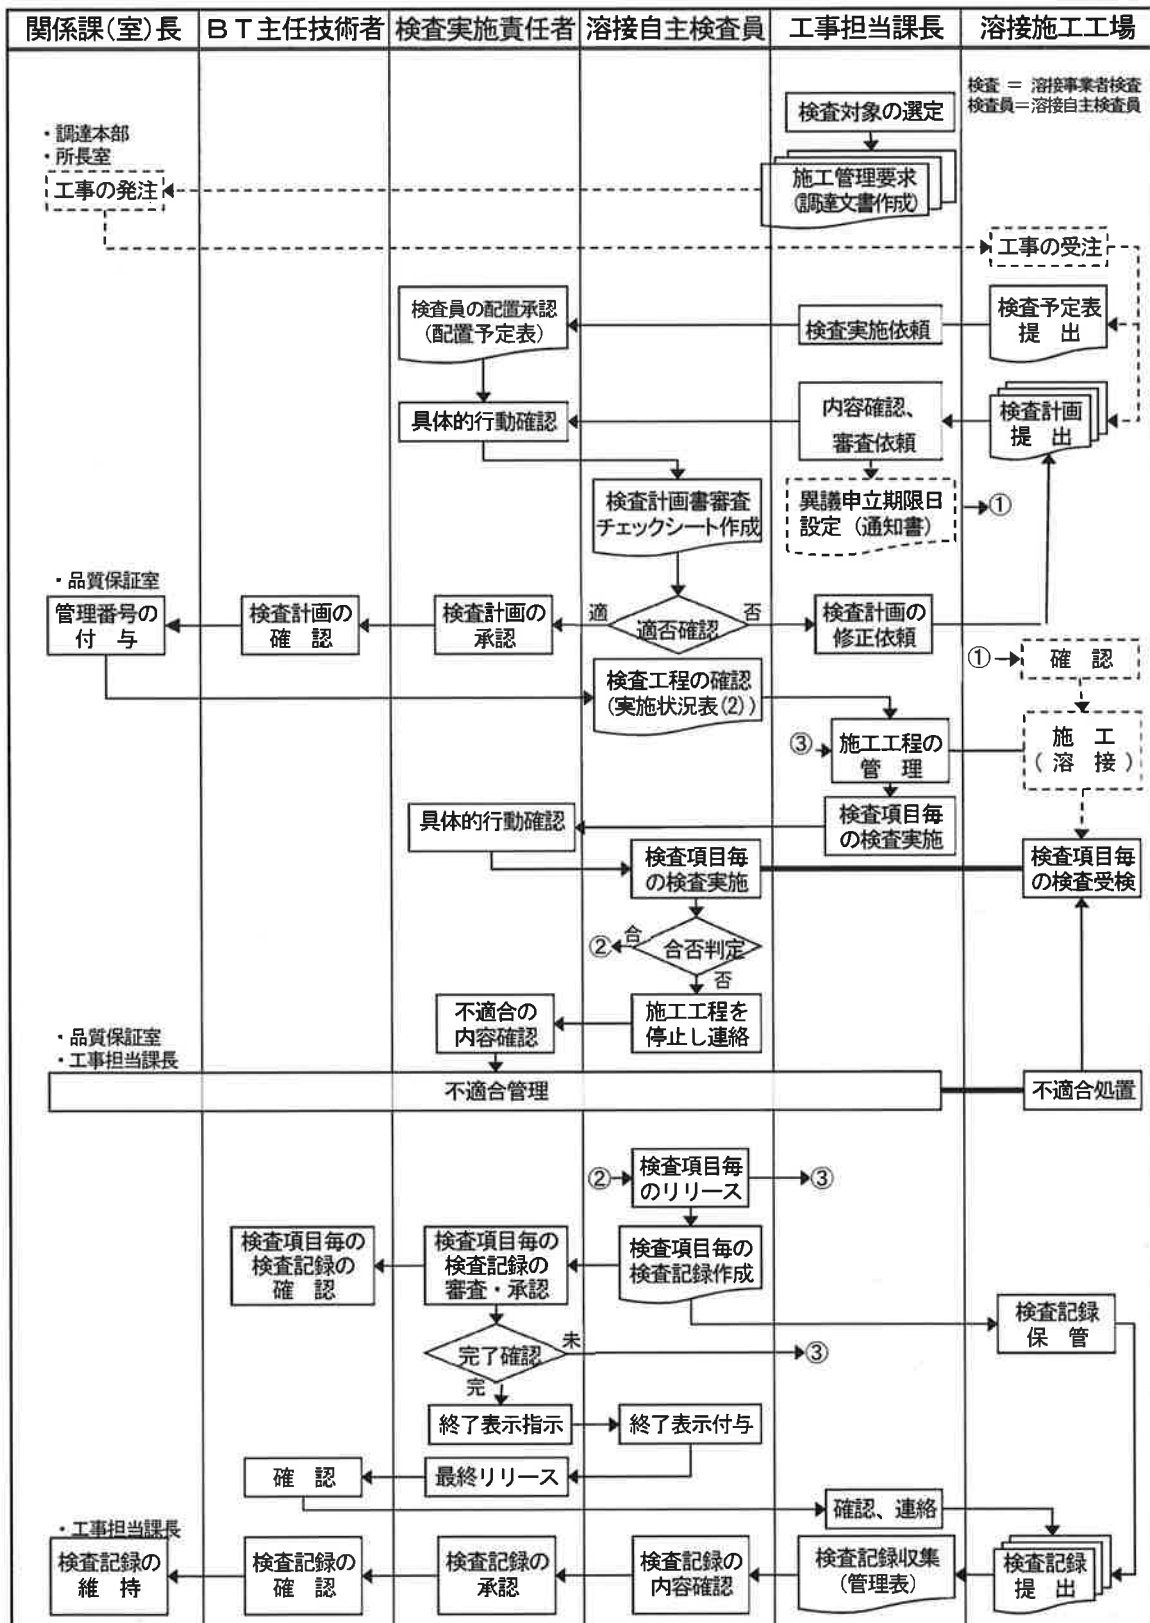 関係課(室)長
BT主任技術者
検査実施責任者
溶接自主検査員
工事担当課長
溶接施工工場
検査 = 溶接事業者検査
検査員=溶接自主検査員
検査対象の選定
・調達本部
・所長室
工事の発注
施工管理要求
(調達文書作成)
工事の受注
検査員の配置承認
(配置予定表)
検査実施依頼
検査予定表
提 出
具体的行動確認
内容確認、
審査依頼
検査計画
提 出
検査計画書審査
チェックシート作成
異議申立期限日
設定(通知書)
①
・品質保証室
管理番号の
付 与
検査計画の
確 認
検査計画の
承認
適
適否確認
否
検査計画の
修正依頼
①
確 認
検査工程の確認
(実施状況表(2))
③
施工工程の
管 理
施 工
(溶 接)
具体的行動確認
検査項目毎
の検査実施
検査項目毎
の検査実施
検査項目毎
の検査受検
②
合
合否判定
否
不適合の
内容確認
施工工程を
停止し連絡
・品質保証室
・工事担当課長
不適合管理
不適合処置
②
検査項目毎
のリリース
③
検査項目毎の
検査記録の
確 認
検査項目毎の
検査記録の
審査・承認
検査項目毎の
検査記録作成
検査記録
保 管
完了確認
未
③
完
終了表示指示
終了表示付与
確 認
最終リリース
確認、連絡
・工事担当課長
検査記録の
維 持
検査記録の
確 認
検査記録の
承認
検査記録の
内容確認
検査記録収集
(管理表)
検査記録
提 出